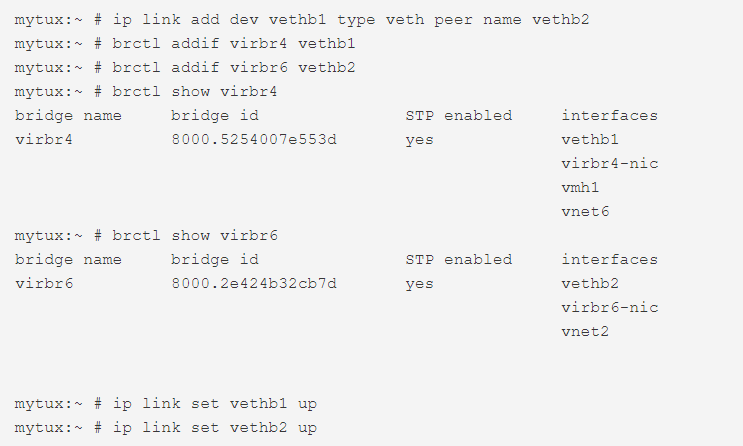 mytux:~ # ip link add dev vethb1 type veth peer name vethb2
mytux:~ # brctl addif virbr4 vethb1
mytux:~ # brctl addif virbr6 vethb2
mytux:~ # brctl show virbr4
bridge name     bridge id               STP enabled     interfaces
virbr4          8000.5254007e553d       yes             vethb1
                                                        virbr4-nic
                                                        vmh1
                                                        vnet6
mytux:~ # brctl show virbr6
bridge name     bridge id               STP enabled     interfaces
virbr6          8000.2e424b32cb7d       yes             vethb2
                                                        virbr6-nic
                                                        vnet2
mytux:~ # ip link set vethb1 up
mytux:~ # ip link set vethb2 up